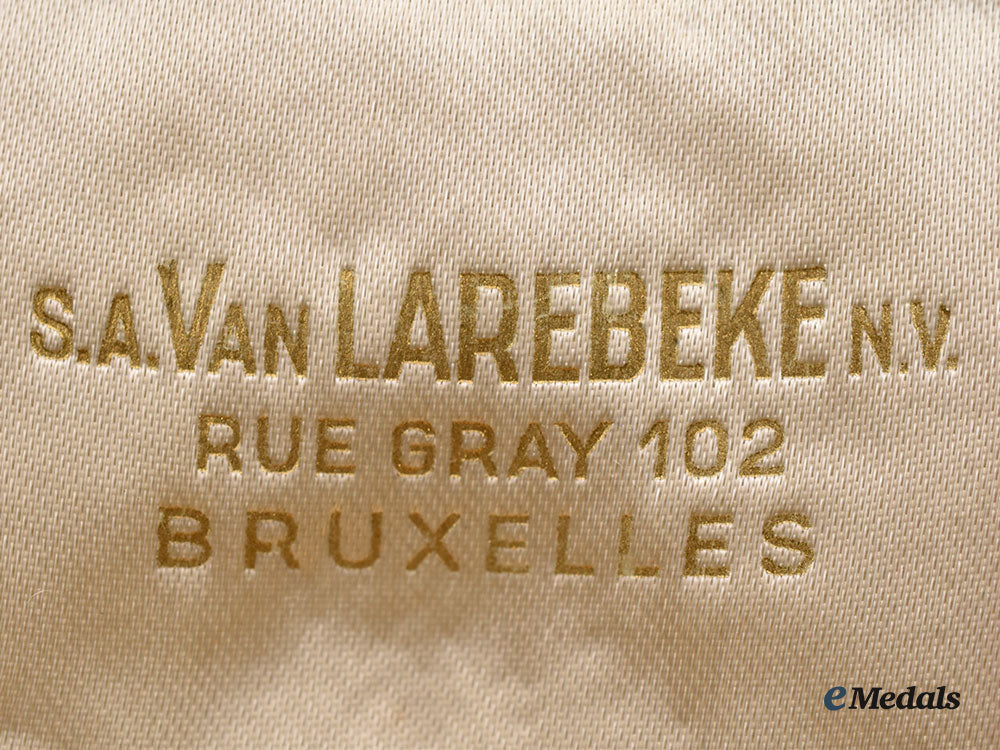 S.A. VAN LAREBEKE N.V.
RUE GRAY 102
BRUXELLES
eMedals